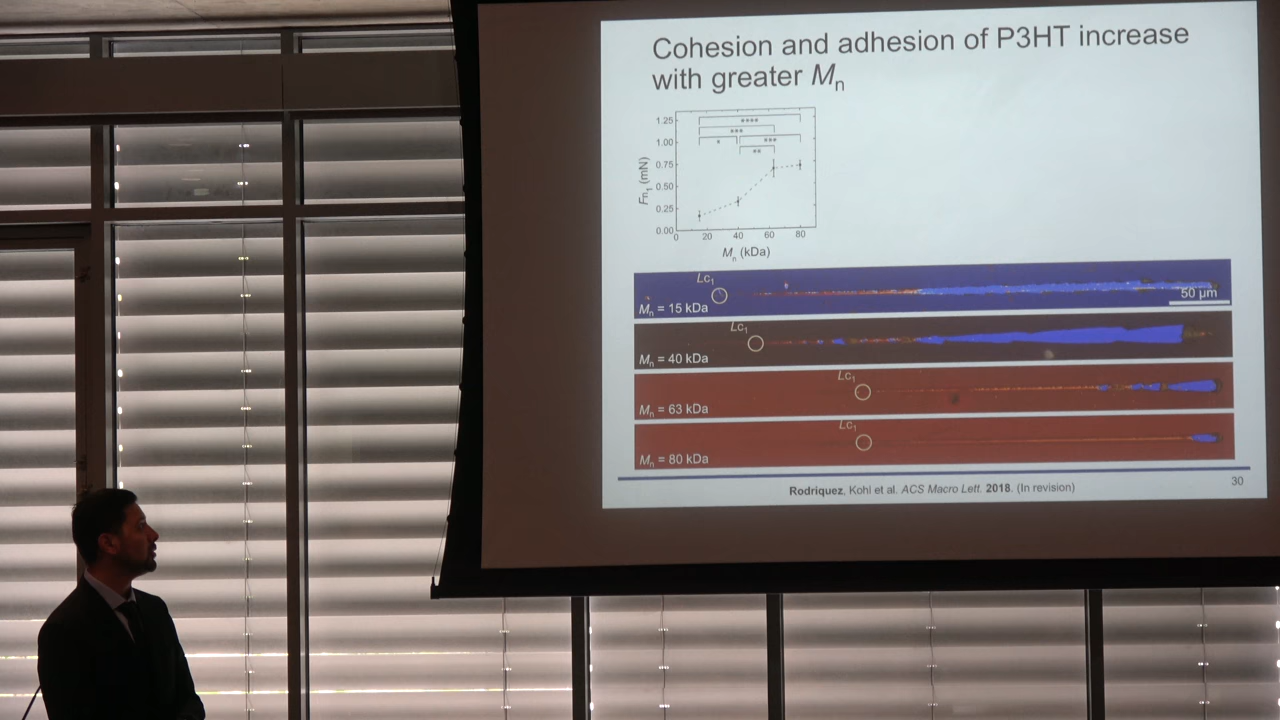 Cohesion and adhesion of P3HT increase
with greater Mn
1.25
1.00
0.75
0.50
0.25
0.00
Fn1 (mN)
****
***
* ***
**
0 20 40 60 80
Mn (kDa)
Lc1
Mn = 15 kDa
50 µm
Lc1
Mn = 40 kDa
Lc1
Mn = 63 kDa
Lc1
Mn = 80 kDa
Rodriquez, Kohl et al. ACS Macro Lett. 2018. (In revision)
30